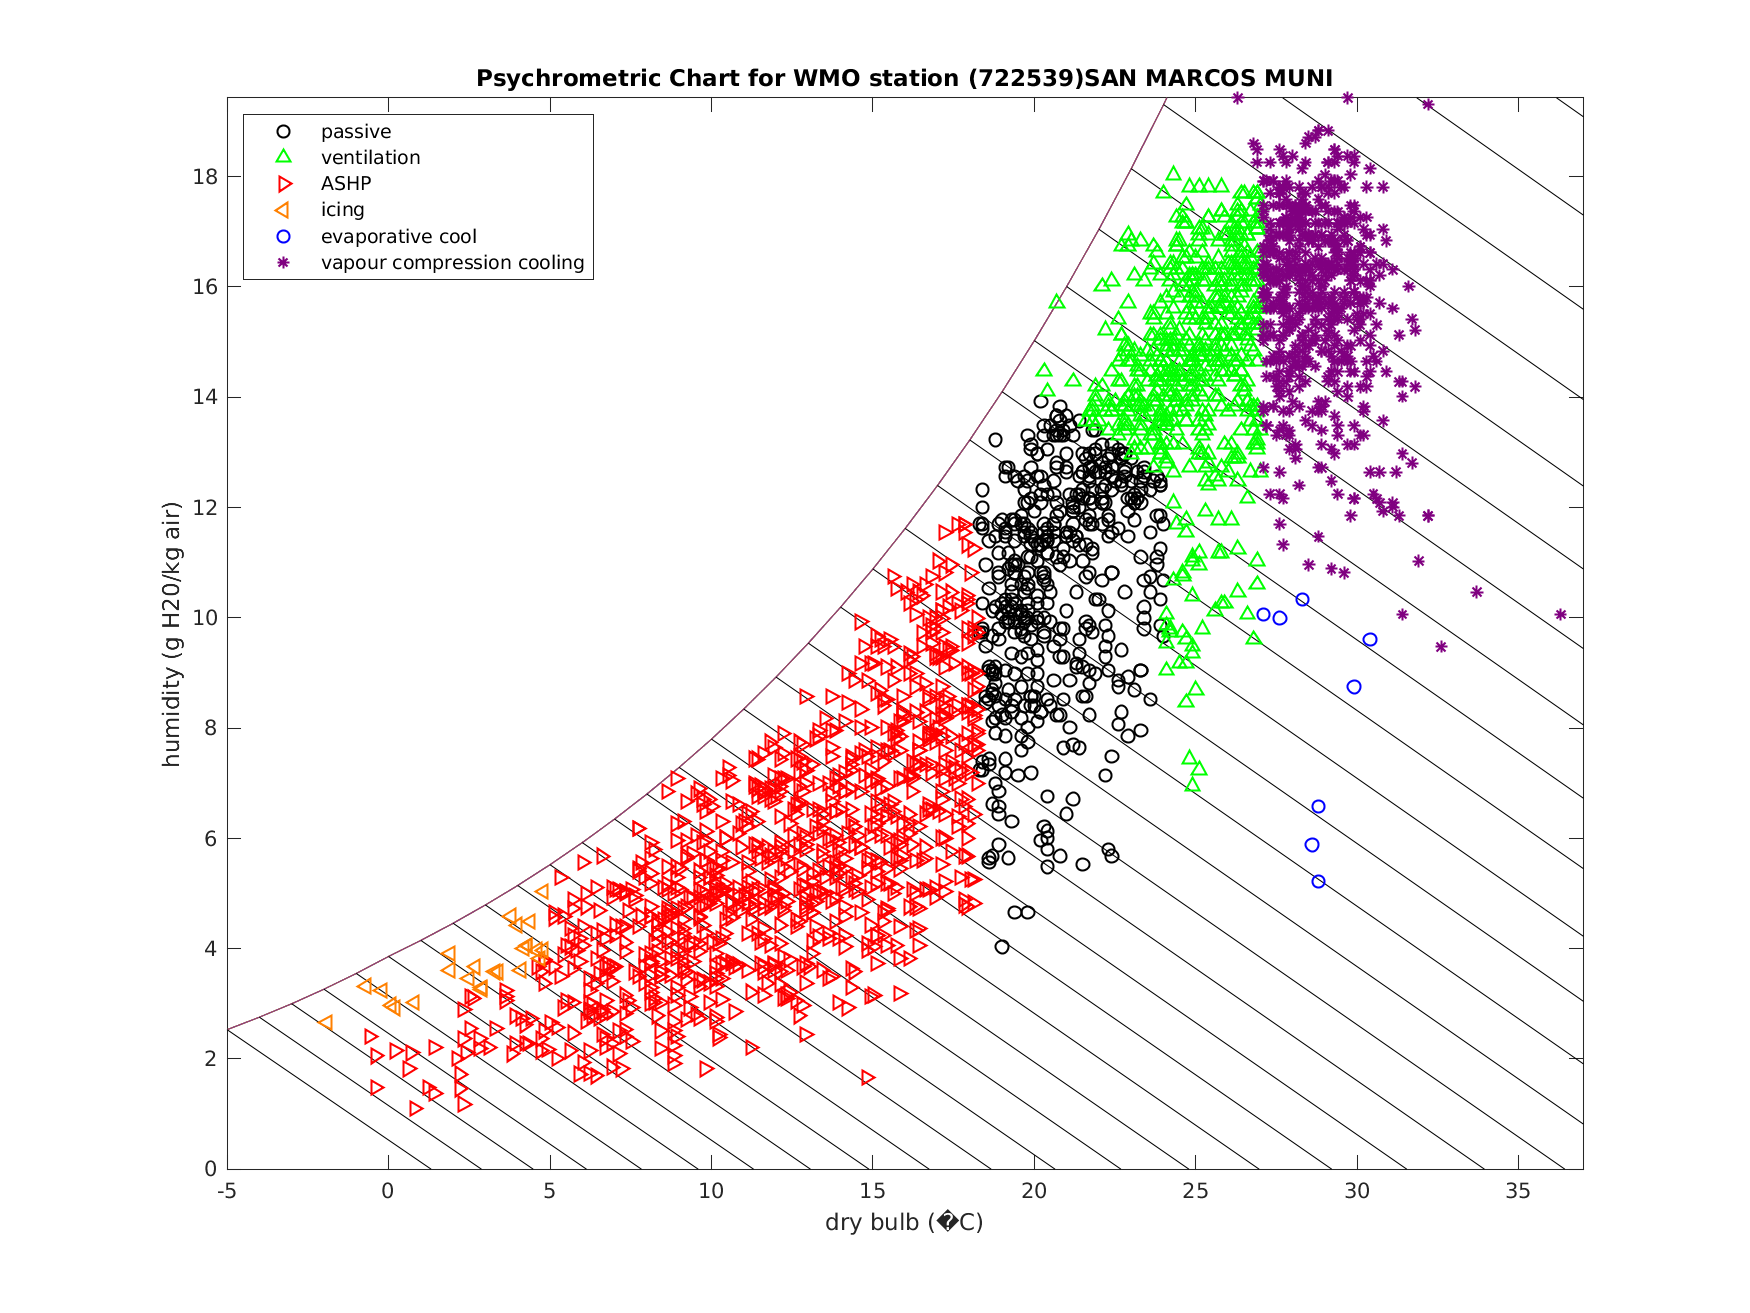 Psychrometric Chart for WMO station (722539)SAN MARCOS MUNI
passive
ventilation
ASHP
icing
evaporative cool
vapour compression cooling
humidity (g H20/kg air)
18
16
14
12
10
8
6
4
2
0
-5 0 5 10 15 20 25 30 35
dry bulb (�C)